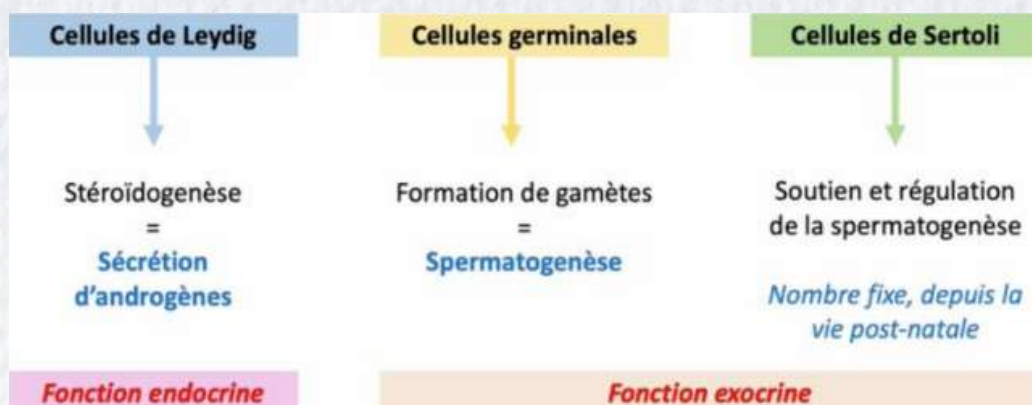 Cellules de Leydig
Stéroïdogenèse
=
Sécrétion
d'androgènes
Cellules germinales
Formation de gamètes
=
Spermatogenèse
Cellules de Sertoli
Soutien et régulation
de la spermatogenèse
Nombre fixe, depuis la
vie post-natale
Fonction endocrine
Fonction exocrine